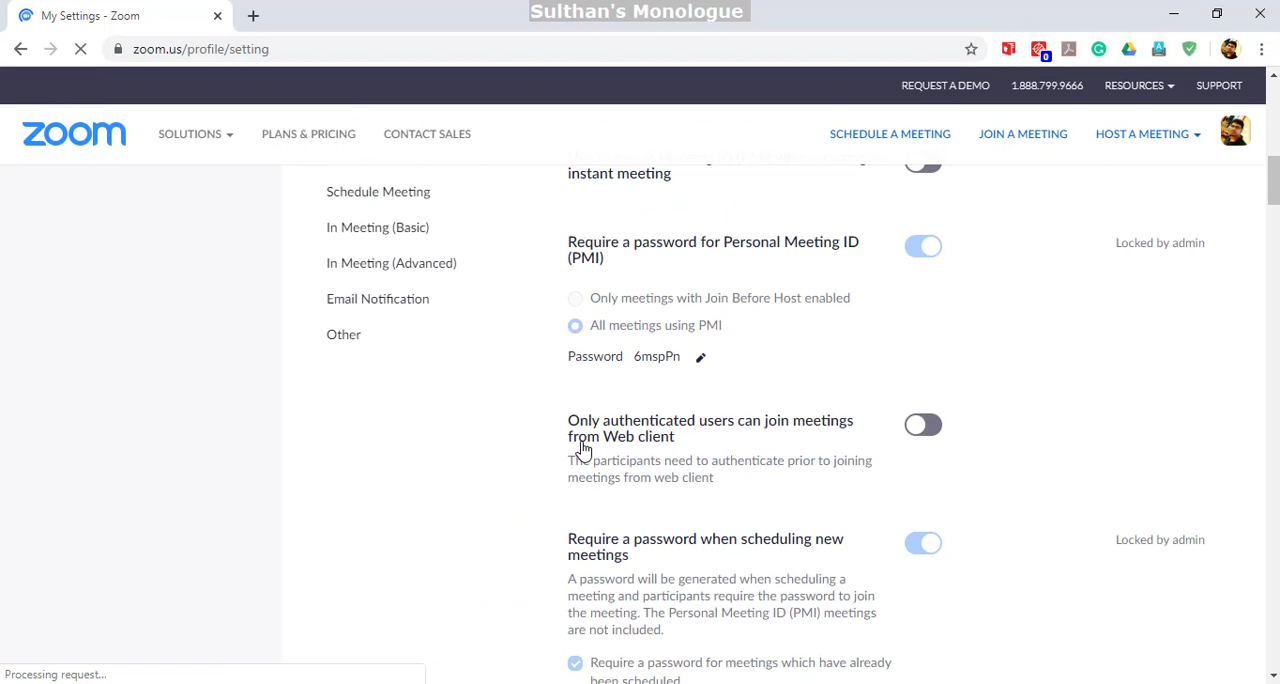 Sulthan's Monologue
My Settings - Zoom
zoom.us/profile/setting
0
REQUEST A DEMO 1.888.799.9666 RESOURCES SUPPORT
zoom SOLUTIONS PLANS & PRICING CONTACT SALES SCHEDULE A MEETING JOIN A MEETING HOST A MEETING
instant meeting
Schedule Meeting
In Meeting (Basic)
In Meeting (Advanced)
Email Notification
Other
Require a password for Personal Meeting ID
(PMI)
Locked by admin
Only meetings with Join Before Host enabled
All meetings using PMI
Password 6mspPn
Only authenticated users can join meetings
from Web client
The participants need to authenticate prior to joining
meetings from web client
Require a password when scheduling new
meetings
Locked by admin
A password will be generated when scheduling a
meeting and participants require the password to join
the meeting. The Personal Meeting ID (PMI) meetings
are not included.
Require a password for meetings which have already
been scheduled
Processing request...